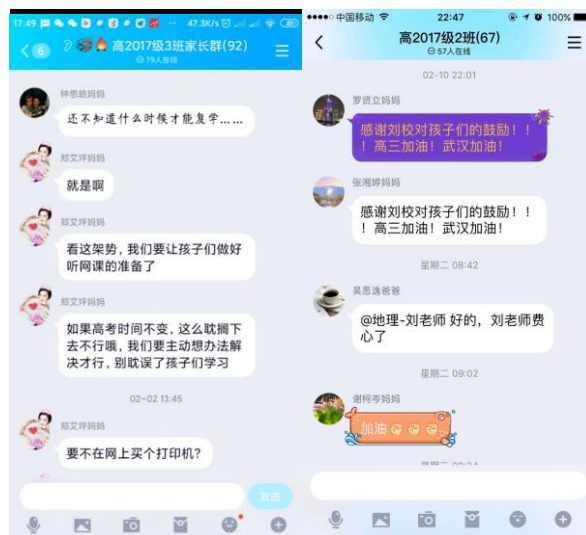 17:49
47.3K/s
48
6
高2017级3班家长群(92)
79人在线
钟思晗妈妈
还不知道什么时候才能复学……
郑艾坪妈妈
就是啊
郑艾坪妈妈
看这架势,我们要让孩子们做好
听网课的准备了
郑艾坪妈妈
如果高考时间不变,这么耽搁下
去不行哦,我们要主动想办法解
决才行,别耽误了孩子们学习
02-02 13:45
郑艾坪妈妈
要不在网上买个打印机?
发送
中国移动
22:47
100%
高2017级2班(67)
57人在线
02-10 22:01
罗贤立妈妈
感谢刘校对孩子们的鼓励!!
!高三加油!武汉加油!
张湘婷妈妈
感谢刘校对孩子们的鼓励!!
!高三加油!武汉加油!
星期二 08:42
吴思逸爸爸
@地理-刘老师 好的,刘老师费
心了
星期二 09:02
谢柯岑妈妈
加油